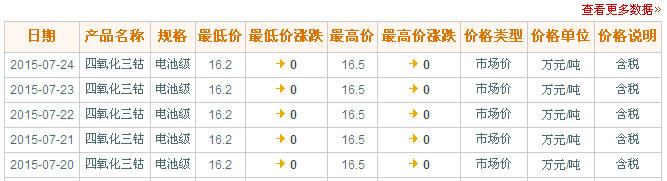 查看更多数据»
日期 产品名称 规格 最低价 最低价涨跌 最高价 最高价涨跌 价格类型 价格单位 价格说明
2015-07-24 四氧化三钴 电池级 16.2 → 0 16.5 → 0 市场价 万元/吨 含税
2015-07-23 四氧化三钴 电池级 16.2 → 0 16.5 → 0 市场价 万元/吨 含税
2015-07-22 四氧化三钴 电池级 16.2 → 0 16.5 → 0 市场价 万元/吨 含税
2015-07-21 四氧化三钴 电池级 16.2 → 0 16.5 → 0 市场价 万元/吨 含税
2015-07-20 四氧化三钴 电池级 16.2 → 0 16.5 → 0 市场价 万元/吨 含税